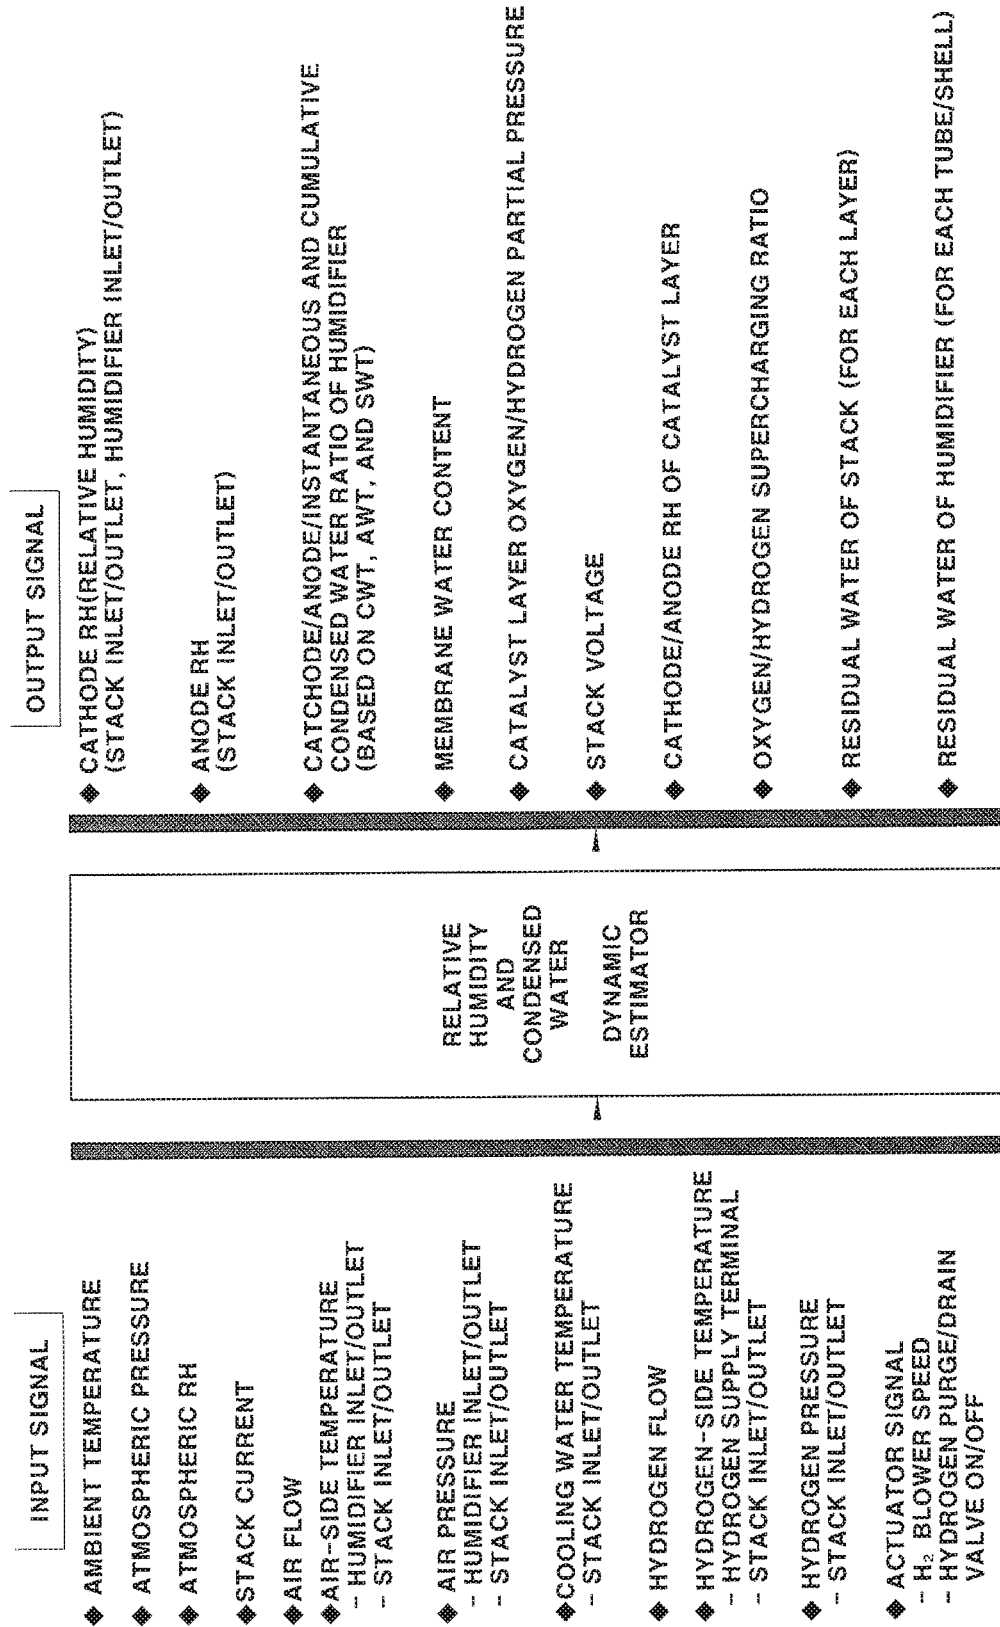 INPUT SIGNAL
◆ AMBIENT TEMPERATURE
◆ ATMOSPHERIC PRESSURE
◆ ATMOSPHERIC RH
◆STACK CURRENT
◆AIR FLOW
◆AIR-SIDE TEMPERATURE
- HUMIDIFIER INLET/OUTLET
- STACK INLET/OUTLET
◆ AIR PRESSURE
- HUMIDIFIER INLET/OUTLET
- STACK INLET/OUTLET
◆COOLING WATER TEMPERATURE
- STACK INLET/OUTLET
◆ HYDROGEN FLOW
◆ HYDROGEN-SIDE TEMPERATURE
- HYDROGEN SUPPLY TERMINAL
- STACK INLET/OUTLET
◆ HYDROGEN PRESSURE
- STACK INLET/OUTLET
◆ ACTUATOR SIGNAL
- H₂ BLOWER SPEED
- HYDROGEN PURGE/DRAIN
VALVE ON/OFF
RELATIVE
HUMIDITY
AND
CONDENSED
WATER
DYNAMIC
ESTIMATOR
OUTPUT SIGNAL
◆ CATHODE RH(RELATIVE HUMIDITY)
(STACK INLET/OUTLET, HUMIDIFIER INLET/OUTLET)
◆ ANODE RH
(STACK INLET/OUTLET)
◆ CATCHODE/ANODE/INSTANTANEOUS AND CUMULATIVE
CONDENSED WATER RATIO OF HUMIDIFIER
(BASED ON CWT, AWT, AND SWT)
◆ MEMBRANE WATER CONTENT
◆ CATALYST LAYER OXYGEN/HYDROGEN PARTIAL PRESSURE
◆ STACK VOLTAGE
◆ CATHODE/ANODE RH OF CATALYST LAYER
◆ OXYGEN/HYDROGEN SUPERCHARGING RATIO
◆ RESIDUAL WATER OF STACK (FOR EACH LAYER)
◆ RESIDUAL WATER OF HUMIDIFIER (FOR EACH TUBE/SHELL)